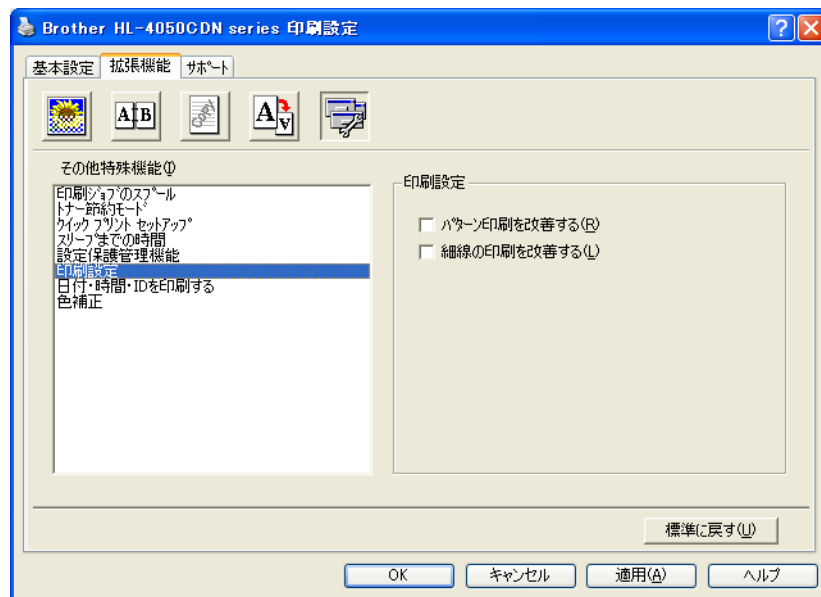 Brother HL-4050CDN series 印刷設定
基本設定 拡張機能 サポート
A B
COPY
A A
その他特殊機能(I)
印刷ジョブのスプール
トナー節約モード
クイック プリント セットアップ
スリープまでの時間
設定保護管理機能
印刷設定
日付・時間・IDを印刷する
色補正
印刷設定
パターン印刷を改善する(R)
細線の印刷を改善する(L)
標準に戻す(U)
OK キャンセル 適用(A) ヘルプ